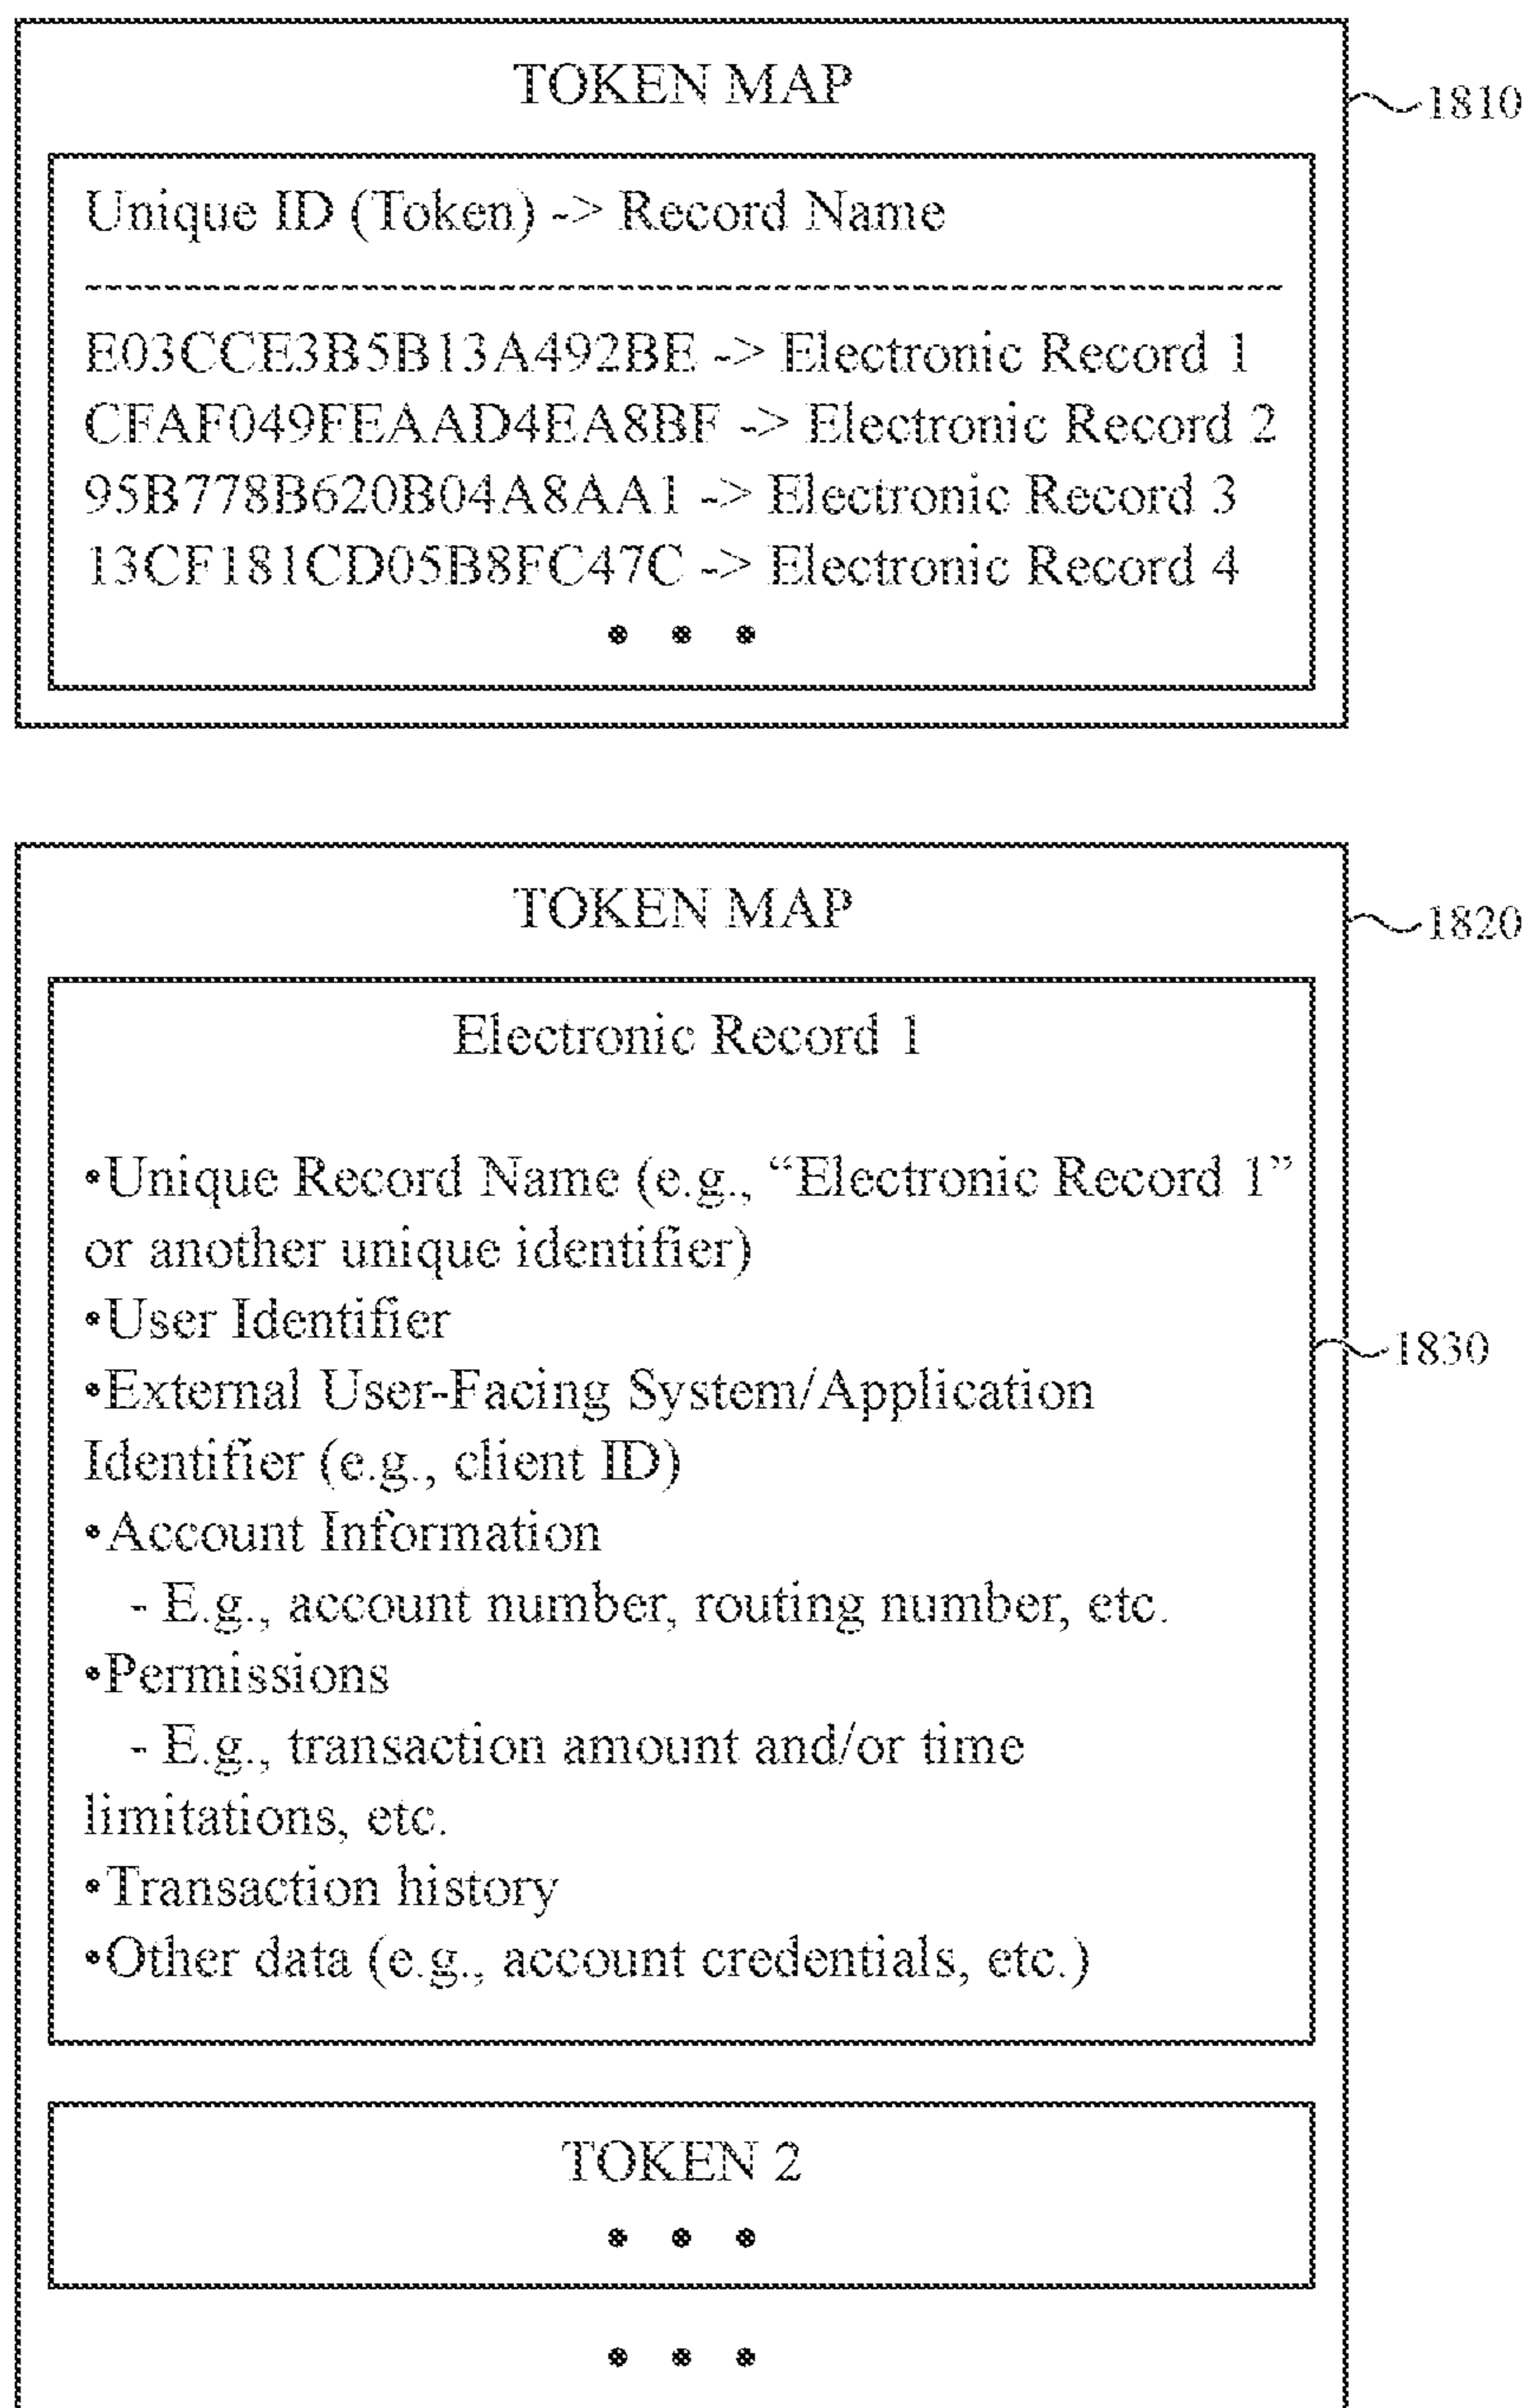 TOKEN MAP
1810
Unique ID (Token) -> Record Name
E03CCE3B5B13A492BE -> Electronic Record 1
CFAF049FEAAD4EA8BF -> Electronic Record 2
95B778B620B04A8AA1 -> Electronic Record 3
13CF181CD05B8FC47C -> Electronic Record 4
• • •
TOKEN MAP
1820
Electronic Record 1
•Unique Record Name (e.g., “Electronic Record 1”
or another unique identifier)
•User Identifier
1830
•External User-Facing System/Application
Identifier (e.g., client ID)
•Account Information
- E.g., account number, routing number, etc.
•Permissions
- E.g., transaction amount and/or time
limitations, etc.
•Transaction history
•Other data (e.g., account credentials, etc.)
TOKEN 2
• • •
• • •